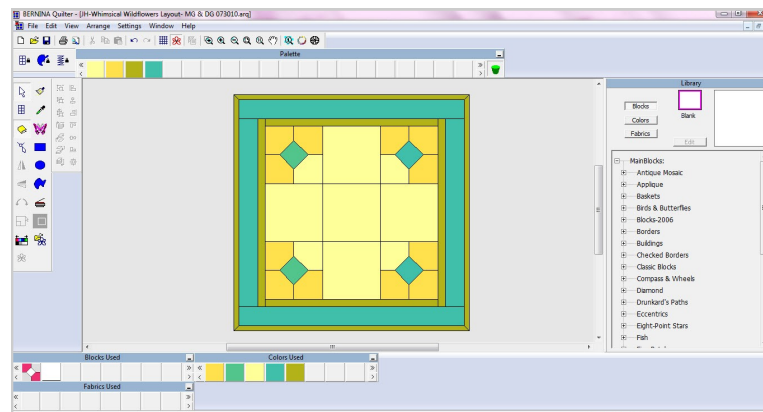 BERNINA Quilter - [JH-Whimsical Wildflowers Layout- MG & DG 073010.arq]
File Edit View Arrange Settings Window Help
Palette
Library
Blocks
Colors
Fabrics
Blank
Edit
MainBlocks:
Antique Mosaic
Applique
Baskets
Birds & Butterflies
Blocks-2006
Borders
Buildings
Checked Borders
Classic Blocks
Compass & Wheels
Diamond
Drunkard's Paths
Eccentrics
Eight-Point Stars
Fish
Blocks Used
Colors Used
Fabrics Used